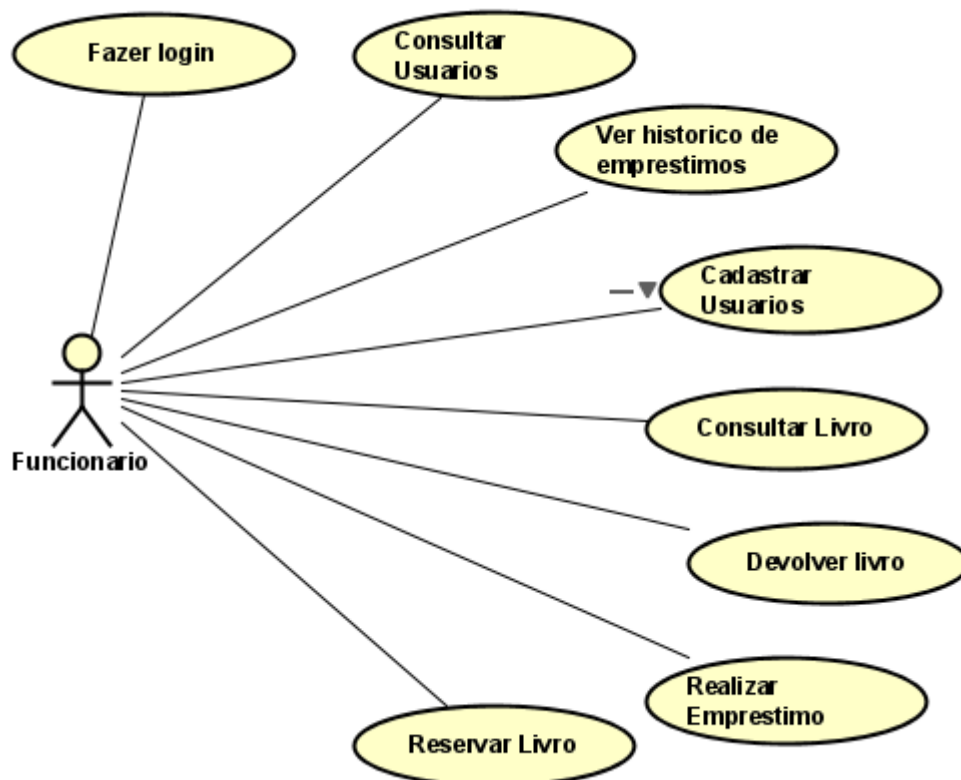 Fazer login
Consultar
Usuarios
Ver historico de
emprestimos
Cadastrar
Usuarios
Consultar Livro
Funcionario
Devolver livro
Realizar
Emprestimo
Reservar Livro